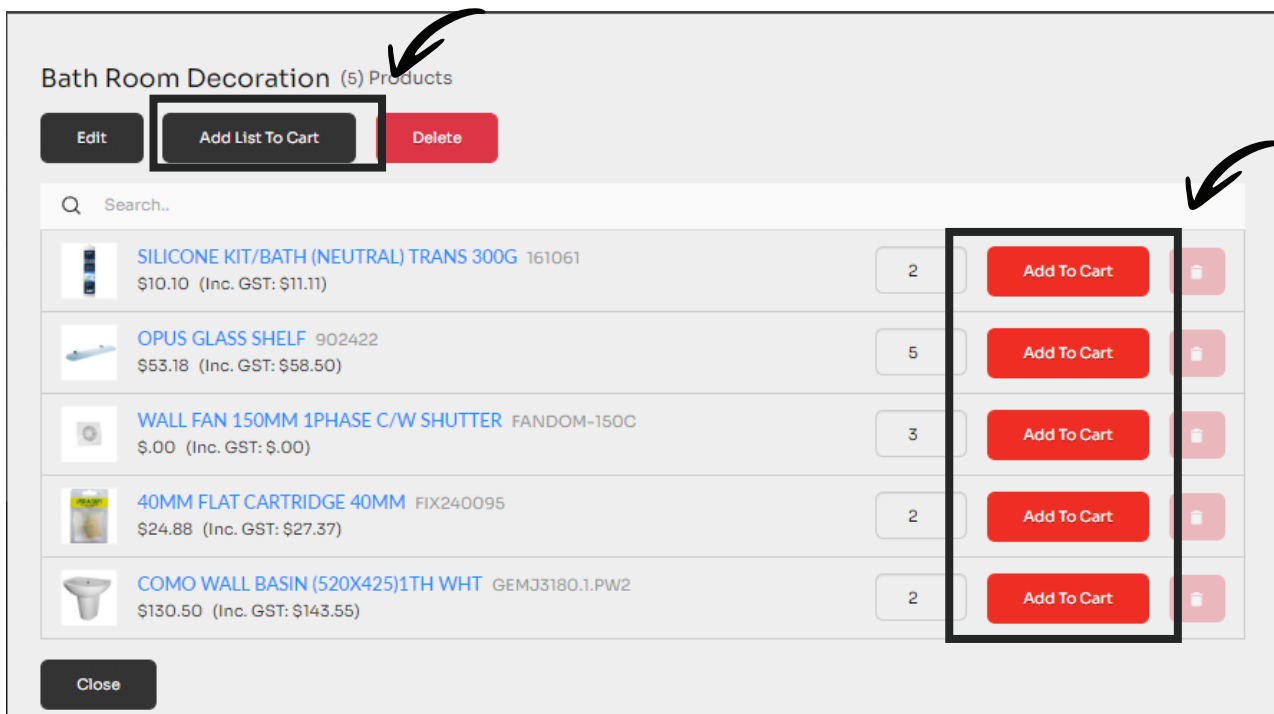 Bath Room Decoration (5) Products
Edit Add List To Cart Delete
Search..
SILICONE KIT/BATH (NEUTRAL) TRANS 300G 161061
$10.10 (Inc. GST: $11.11)
2 Add To Cart
OPUS GLASS SHELF 902422
$53.18 (Inc. GST: $58.50)
5 Add To Cart
WALL FAN 150MM 1PHASE C/W SHUTTER FANDOM-150C
$.00 (Inc. GST: $.00)
3 Add To Cart
40MM FLAT CARTRIDGE 40MM FIX240095
$24.88 (Inc. GST: $27.37)
2 Add To Cart
COMO WALL BASIN (520X425)1TH WHT GEMJ3180.1.PW2
$130.50 (Inc. GST: $143.55)
2 Add To Cart
Close